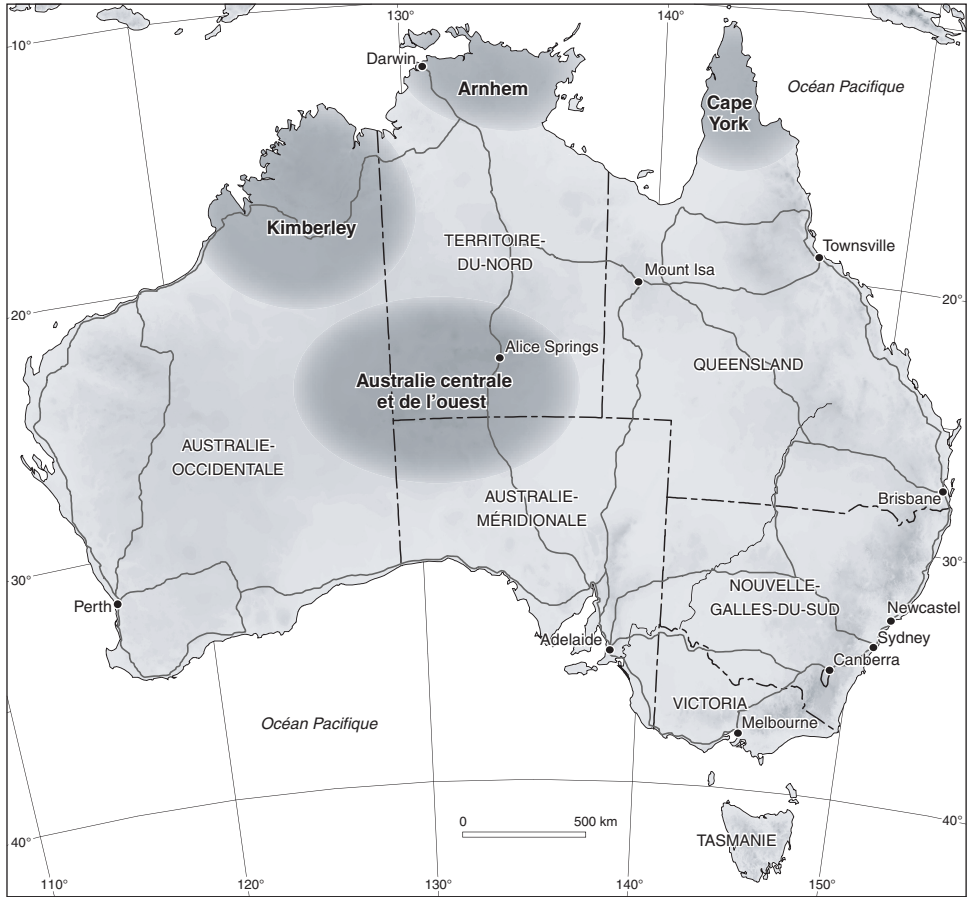 130°
140°
10°
10°
Darwin
Arnhem
Océan Pacifique
Cape
York
Kimberley
TERRITOIRE-
DU-NORD
Townsville
Mount Isa
20°
20°
Alice Springs
QUEENSLAND
Australie centrale
et de l'ouest
AUSTRALIE-
OCCIDENTALE
AUSTRALIE-
MÉRIDIONALE
Brisbane
30°
30°
NOUVELLE-
GALLES-DU-SUD
Perth
Newcastel
Sydney
Adelaide
Canberra
VICTORIA
Melbourne
Océan Pacifique
0 500 km
TASMANIE
40°
40°
110°
120°
130°
140°
150°